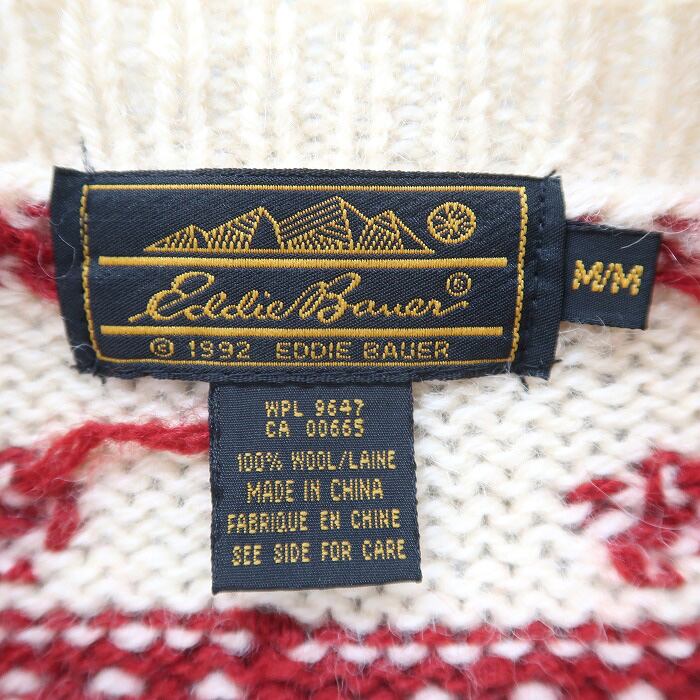 Eddie Bauer®
© 1992 EDDIE BAUER
M/M
WPL 9647
CA 00665
100% WOOL/LAINE
MADE IN CHINA
FABRIQUE EN CHINE
SEE SIDE FOR CARE